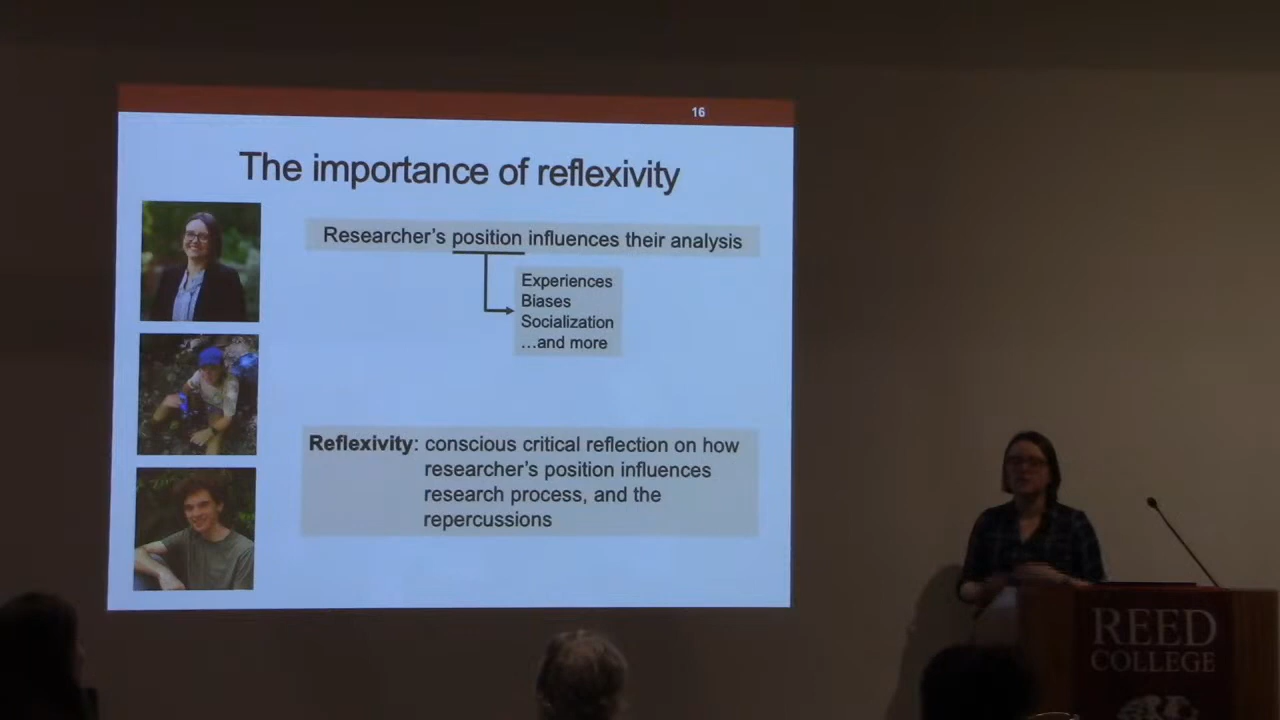 16
The importance of reflexivity
Researcher's position influences their analysis
Experiences
Biases
Socialization
...and more
Reflexivity: conscious critical reflection on how
researcher's position influences
research process, and the
repercussions
REED
COLLEGE